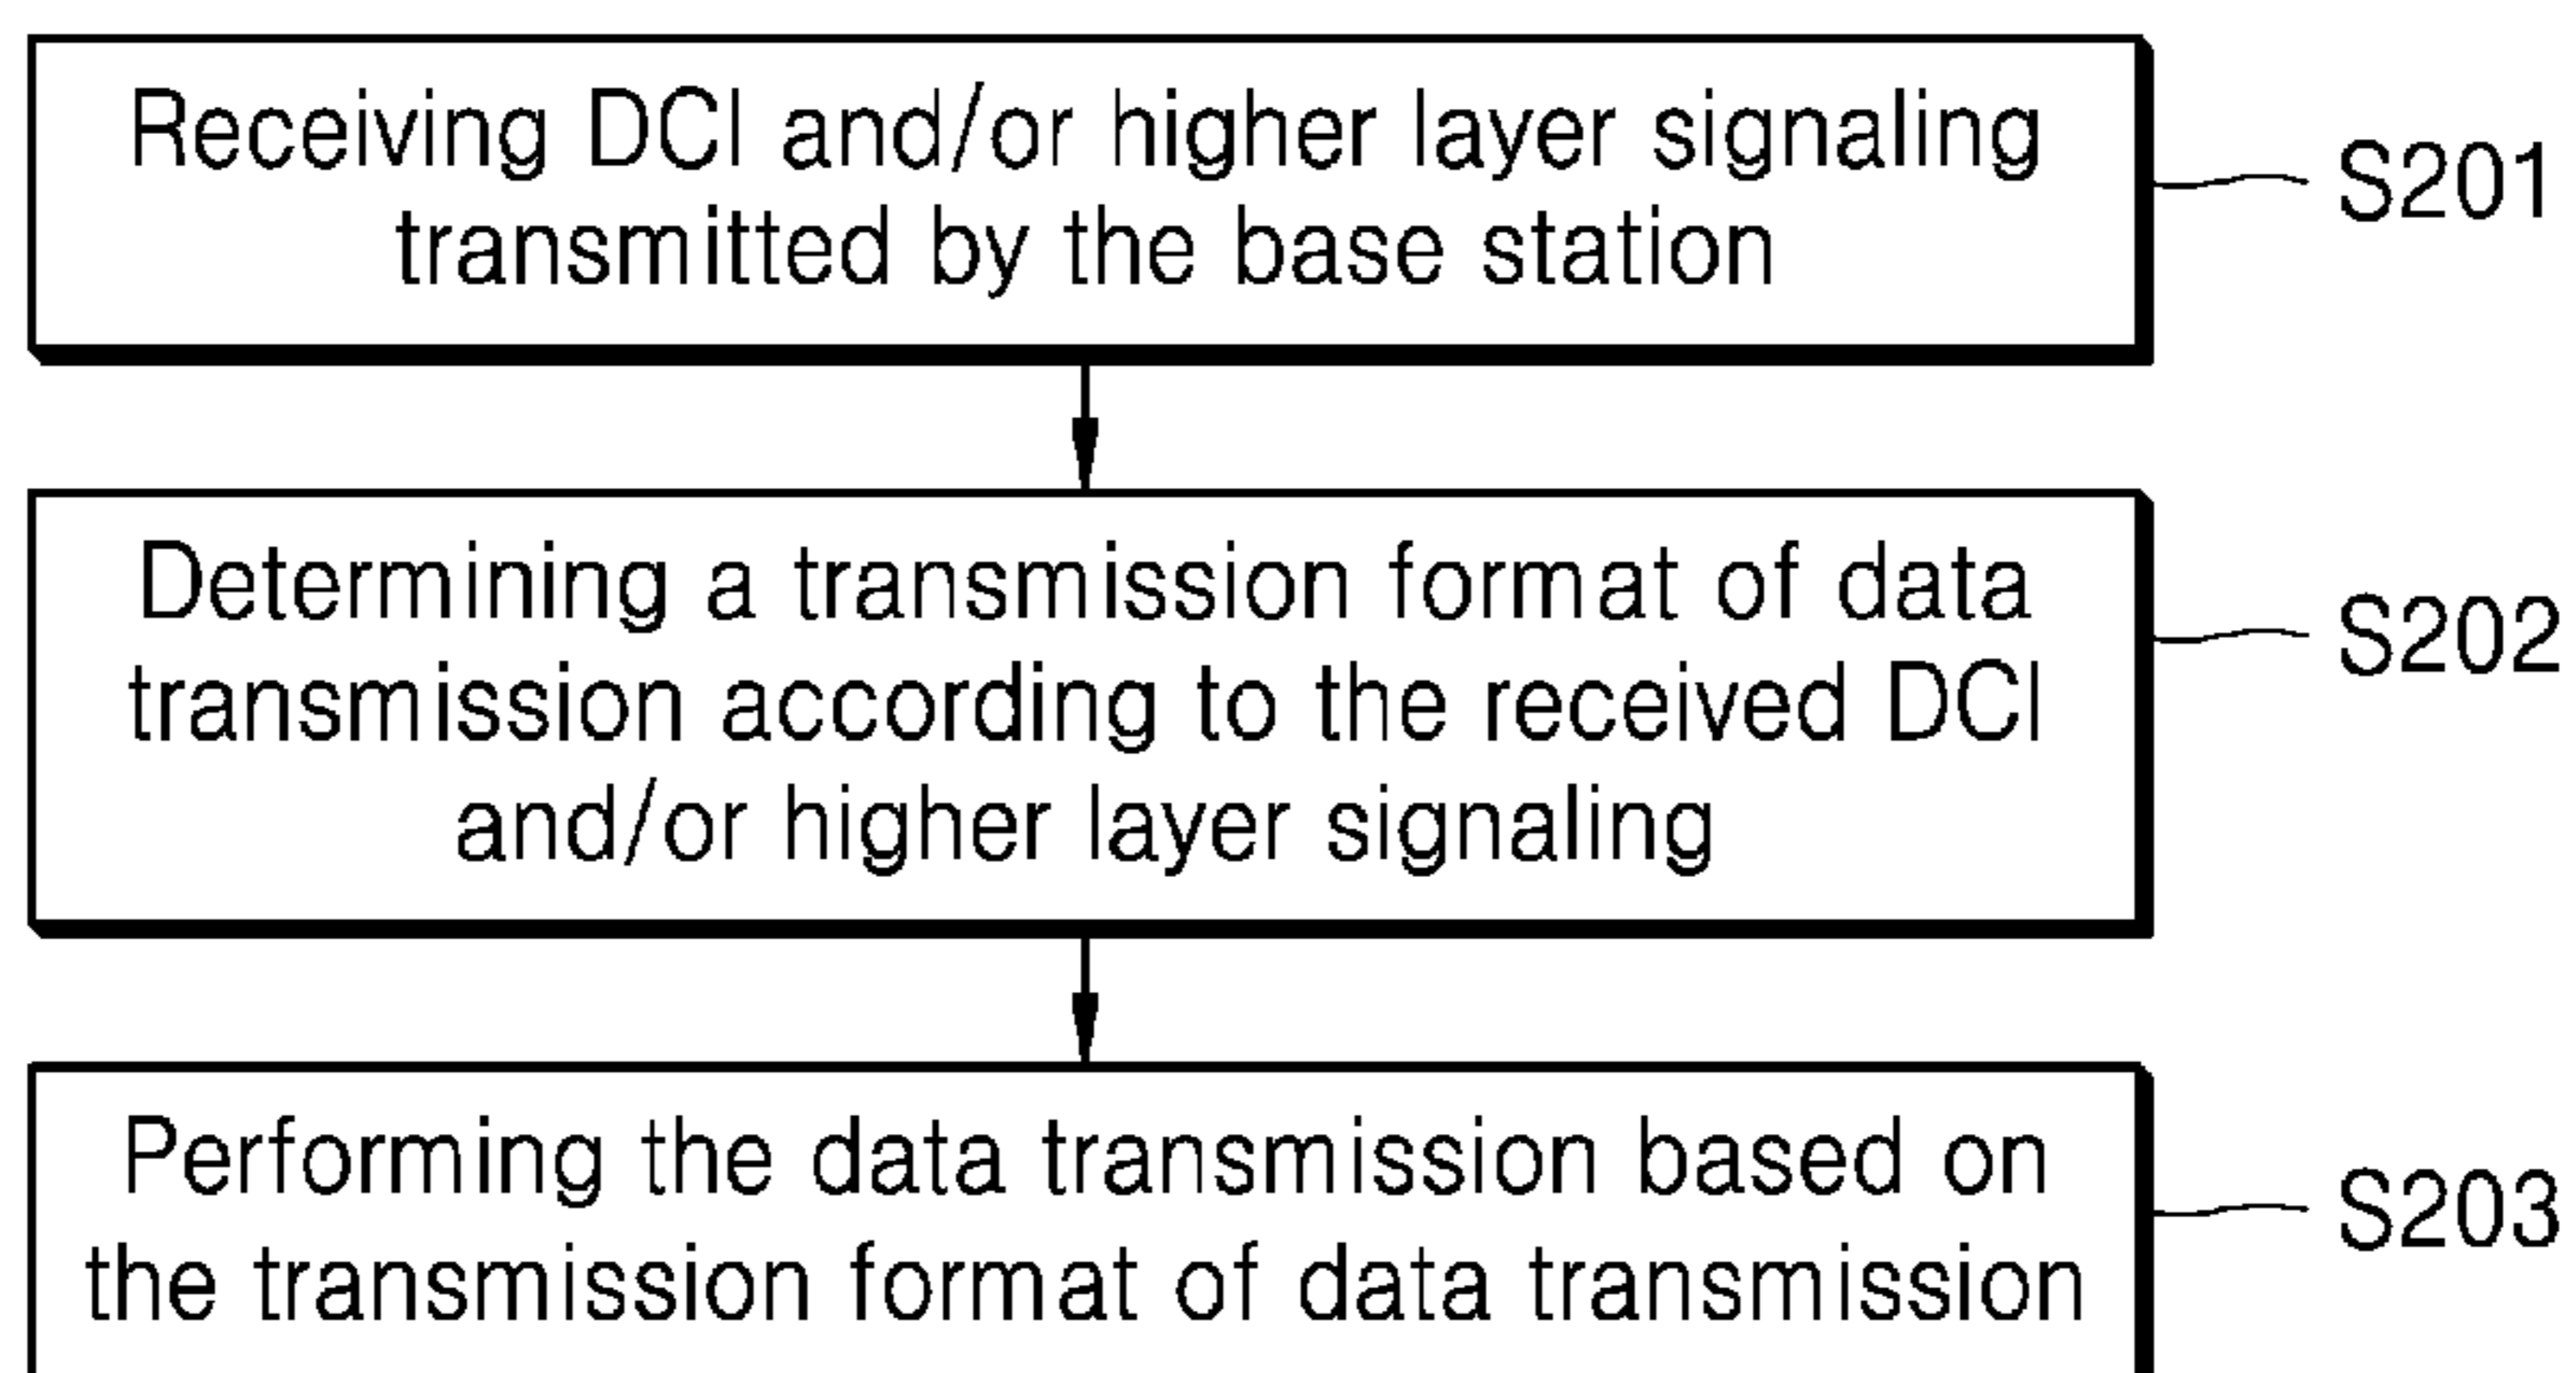 Receiving DCI and/or higher layer signaling
transmitted by the base station
S201
Determining a transmission format of data
transmission according to the received DCI
and/or higher layer signaling
S202
Performing the data transmission based on
the transmission format of data transmission
S203